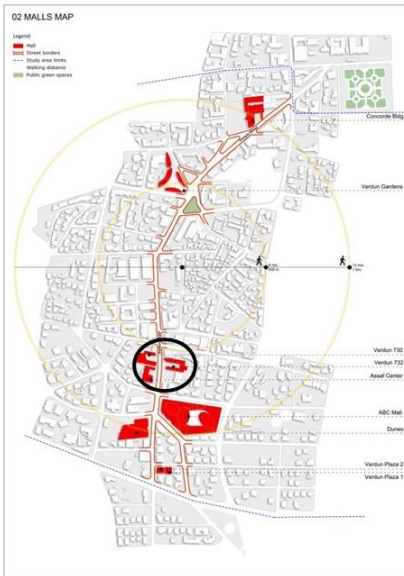 02 MALLS MAP
Legend
Mall
Street borders
Study area limits
Walking distance
Public green spaces
Concorde Bldg
Verdun Gardens
Verdun 730
Verdun 732
Assaf Center
ABC Mall
Dunes
Verdun Plaza 2
Verdun Plaza 1